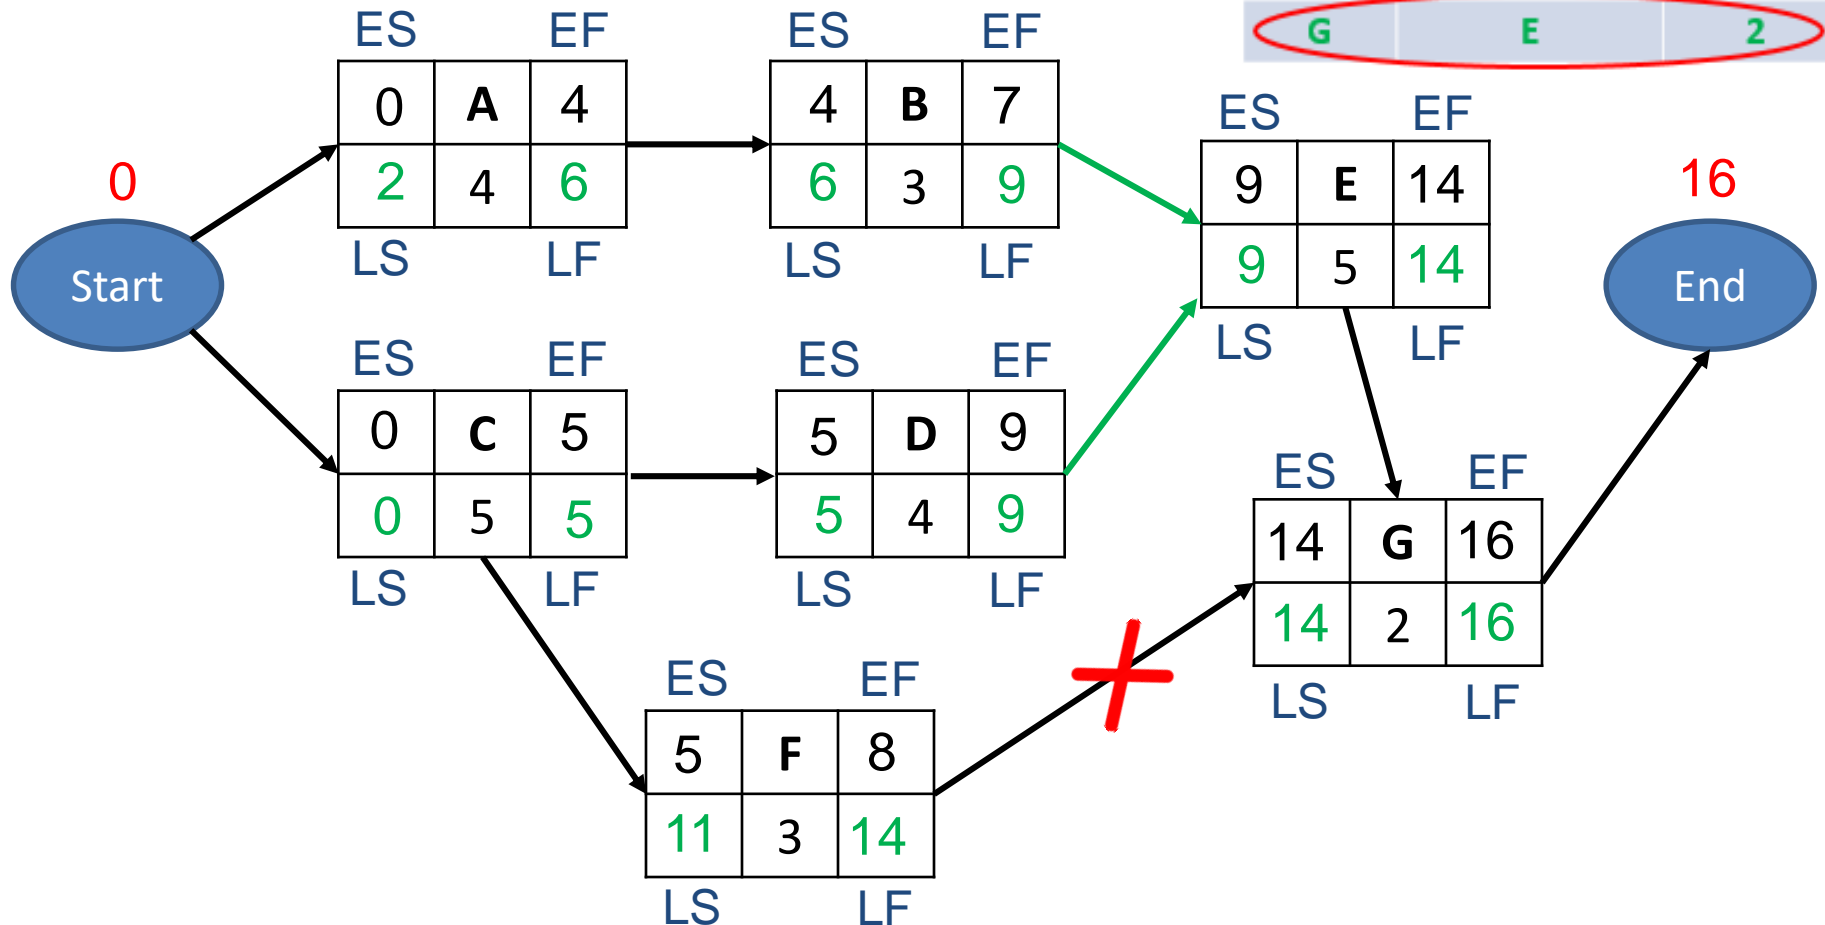 G E 2
ES EF ES EF
0 A 4 4 B 7
2 4 6 6 3 9
LS LF LS LF
ES EF
9 E 14
9 5 14
LS LF
0
Start
16
End
ES EF ES EF
0 C 5 5 D 9
0 5 5 5 4 9
LS LF LS LF
ES EF
14 G 16
14 2 16
LS LF
ES EF
5 F 8
11 3 14
LS LF